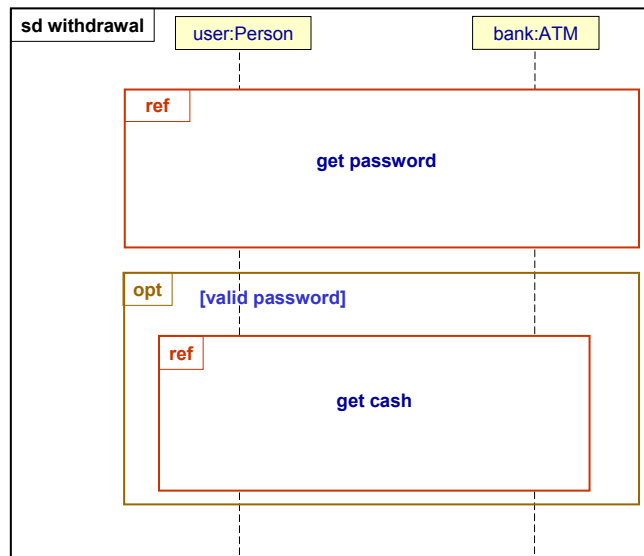 sd withdrawal
user:Person
bank:ATM
ref
get password
opt
[valid password]
ref
get cash